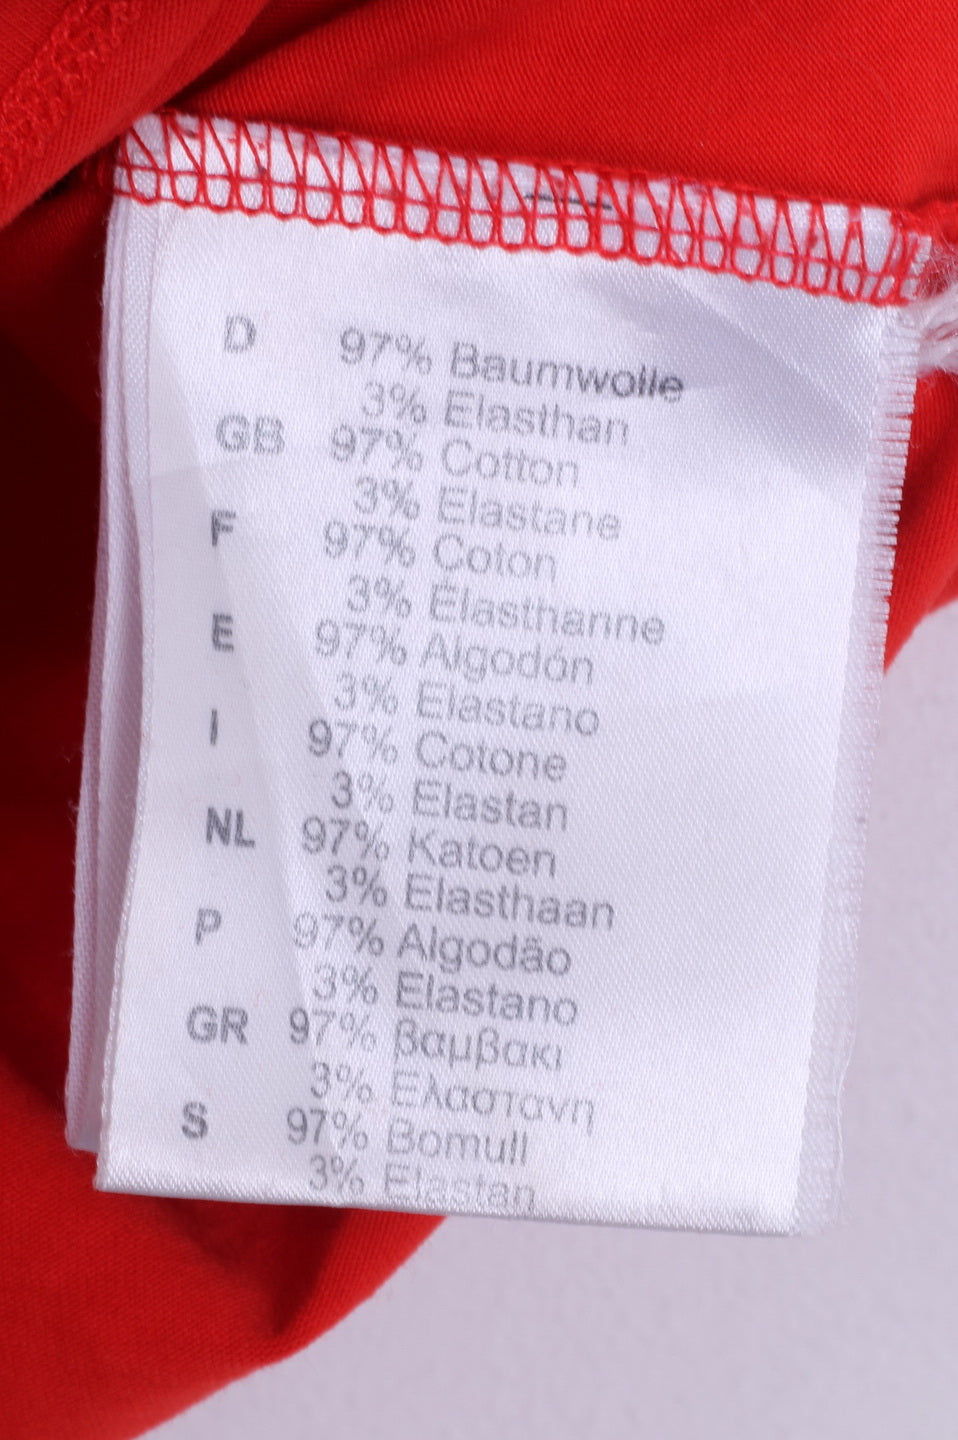 D 97% Baumwolle
3% Elasthan
GB 97% Cotton
3% Elastane
F 97% Coton
3% Elasthanne
E 97% Algodón
3% Elastano
I 97% Cotone
3% Elastan
NL 97% Katoen
3% Elasthaan
P 97% Algodão
3% Elastano
GR 97% βαμβακι
3% Ελαστανη
S 97% Bomull
3% Elastan